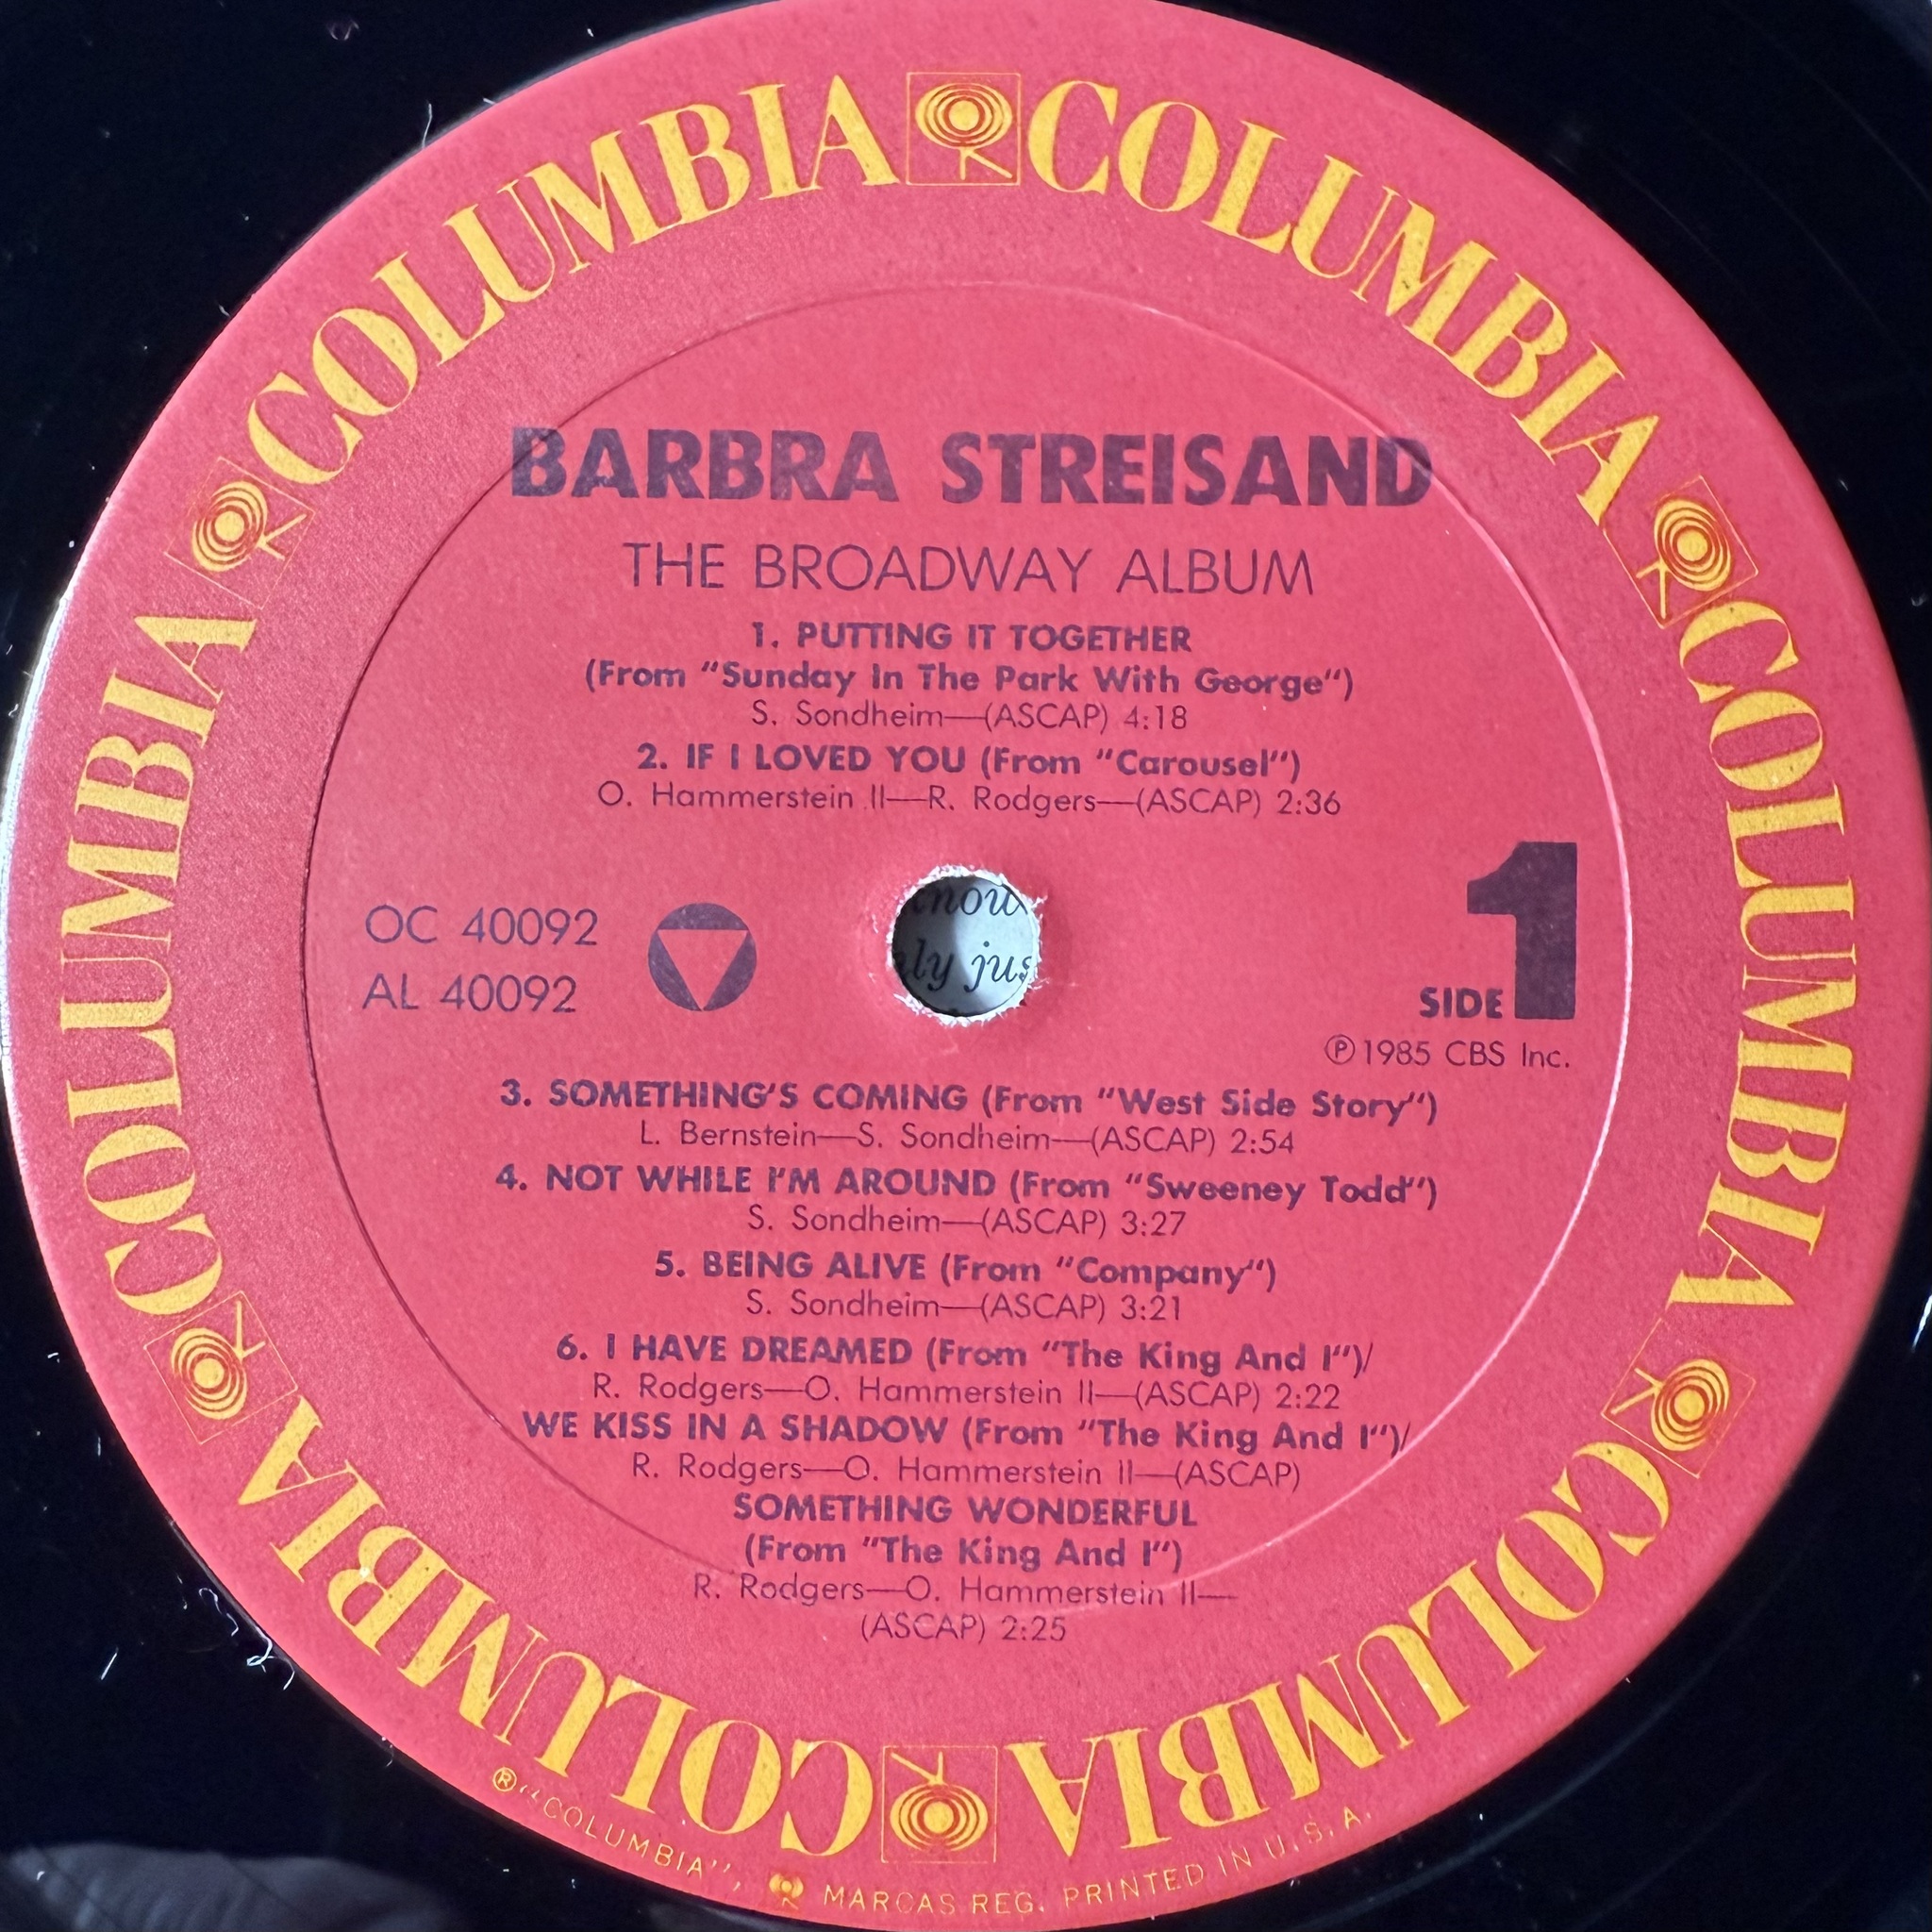 COLUMBIA COLUMBIA COLUMBIA COLUMBIA COLUMBIA COLUMBIA
BARBRA STREISAND
THE BROADWAY ALBUM
1. PUTTING IT TOGETHER
(From "Sunday In The Park With George")
S. Sondheim—(ASCAP) 4:18
2. IF I LOVED YOU (From "Carousel")
O. Hammerstein II—R. Rodgers—(ASCAP) 2:36
OC 40092
AL 40092
SIDE 1
Ⓟ1985 CBS Inc.
3. SOMETHING'S COMING (From "West Side Story")
L. Bernstein—S. Sondheim—(ASCAP) 2:54
4. NOT WHILE I'M AROUND (From "Sweeney Todd")
S. Sondheim—(ASCAP) 3:27
5. BEING ALIVE (From "Company")
S. Sondheim—(ASCAP) 3:21
6. I HAVE DREAMED (From "The King And I")/
R. Rodgers—O. Hammerstein II—(ASCAP) 2:22
WE KISS IN A SHADOW (From "The King And I")/
R. Rodgers—O. Hammerstein II—(ASCAP)
SOMETHING WONDERFUL
(From "The King And I")
R. Rodgers—O. Hammerstein II—
(ASCAP) 2:25
® "COLUMBIA", MARCAS REG. PRINTED IN U.S.A.